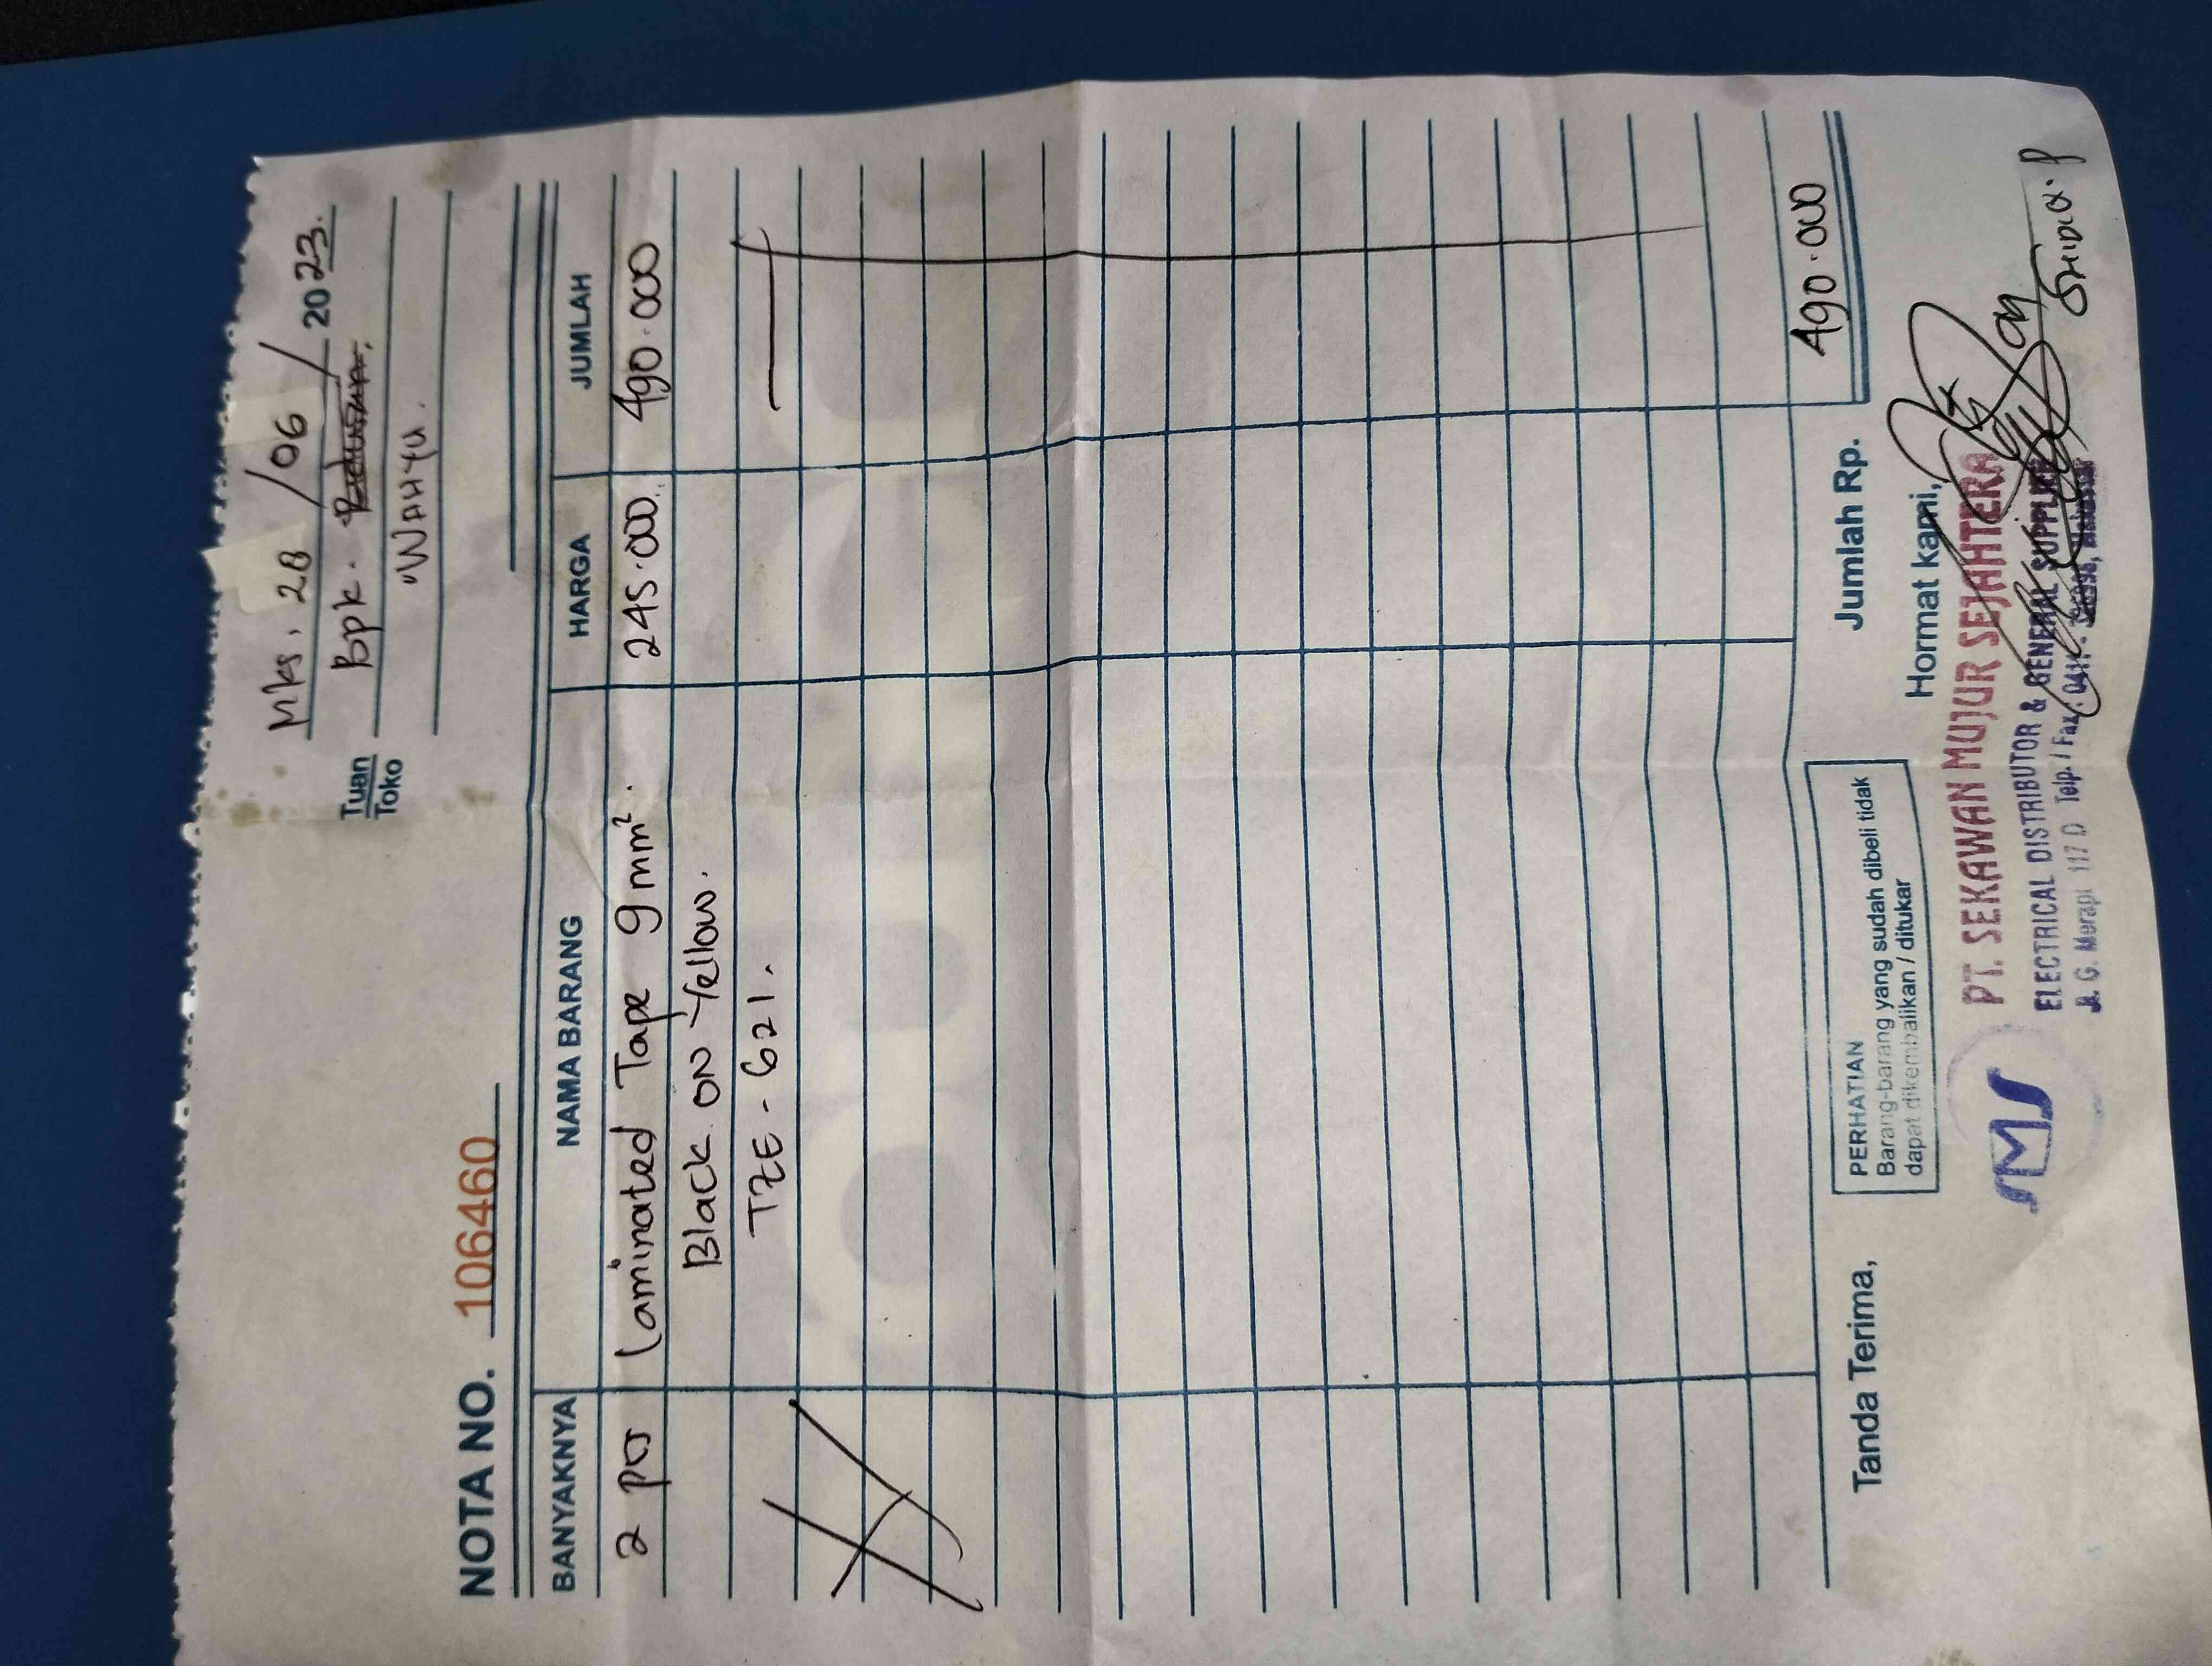 Mks, 28 / 06 / 2023.
Tuan Bpk.
Toko "WAHYU.
NOTA NO. 106460
BANYAKNYA NAMA BARANG HARGA JUMLAH
2 pcs Laminated Tape 9 mm². 245.000 490.000
Black ON Yellow.
TZE - 621.
Jumlah Rp. 490.000
Tanda Terima,
PERHATIAN
Barang-barang yang sudah dibeli tidak
dapat dikembalikan / ditukar
Hormat kami,
SMS
PT. SEKAWAN MUJUR SEJAHTERA
ELECTRICAL DISTRIBUTOR & GENERAL SUPPLIER
Jl. G. Merapi 117 D Telp. / Fax. 0411 -